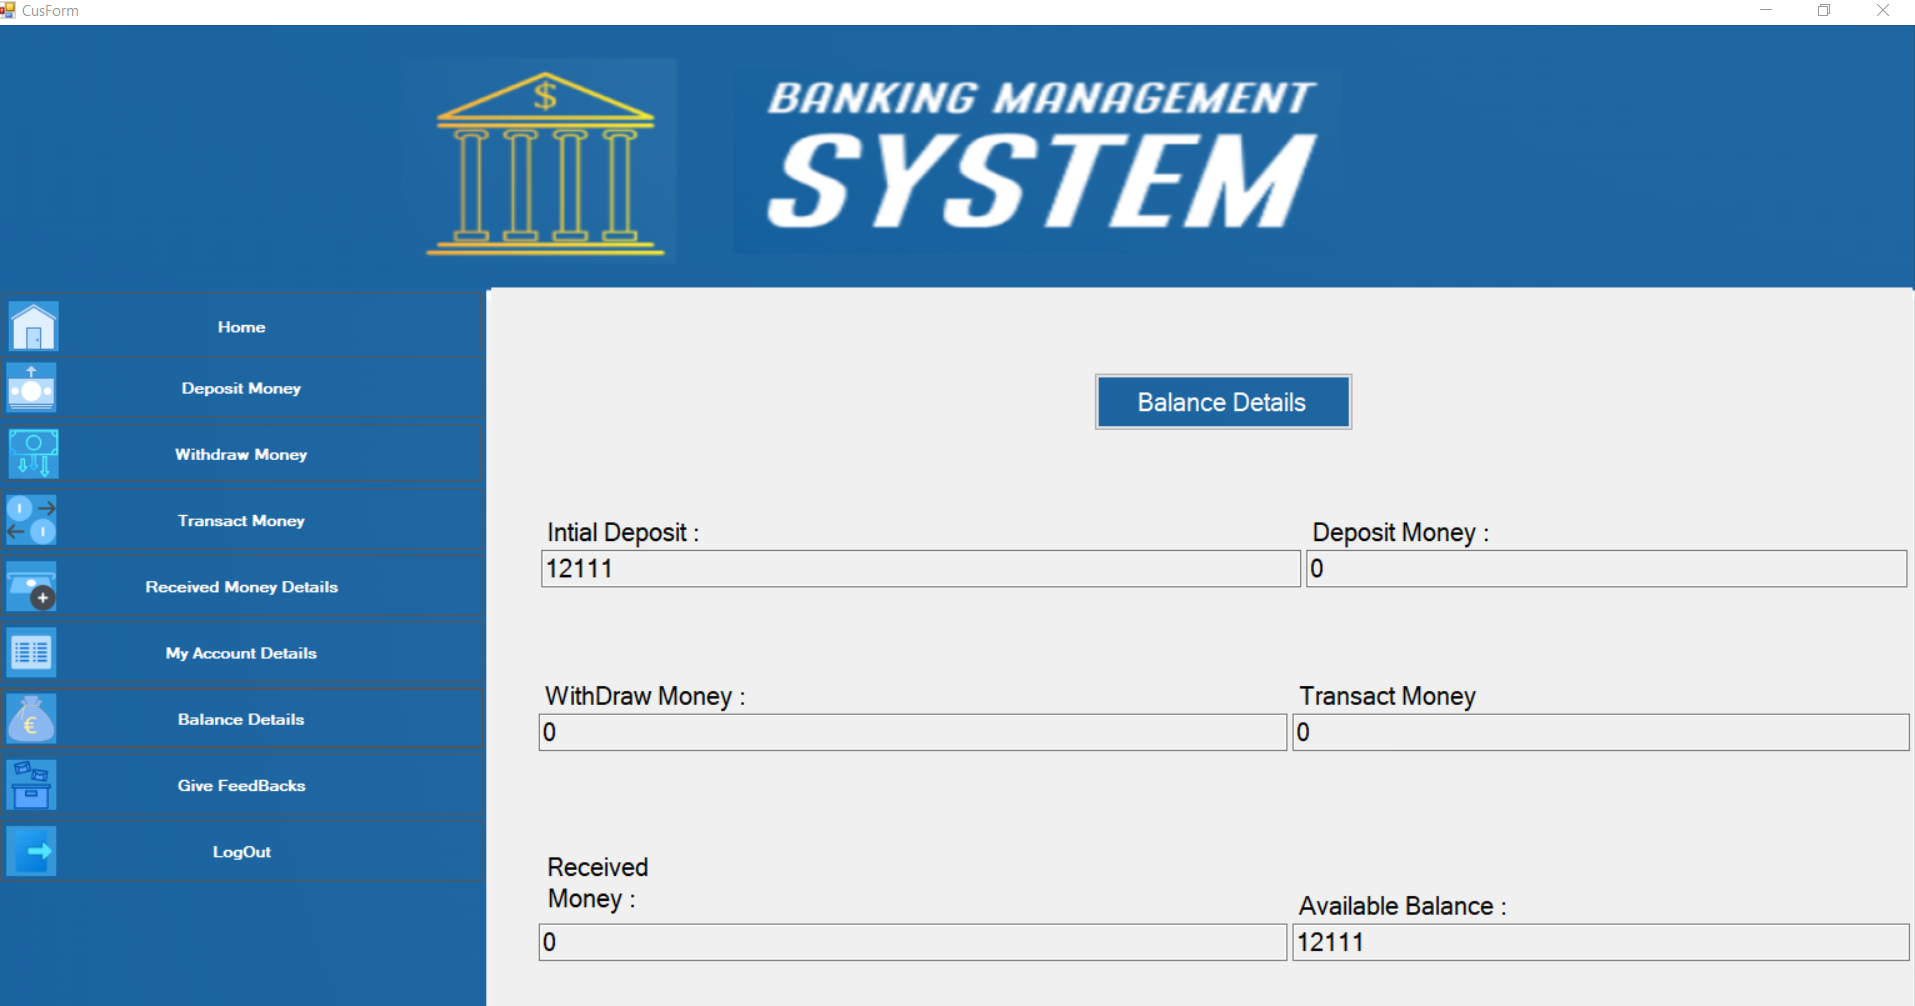 CusForm
$
BANKING MANAGEMENT
SYSTEM
Home
Deposit Money
Withdraw Money
Transact Money
Received Money Details
My Account Details
€
Balance Details
Give FeedBacks
LogOut
Balance Details
Intial Deposit :
12111
Deposit Money :
0
WithDraw Money :
0
Transact Money
0
Received
Money :
0
Available Balance :
12111